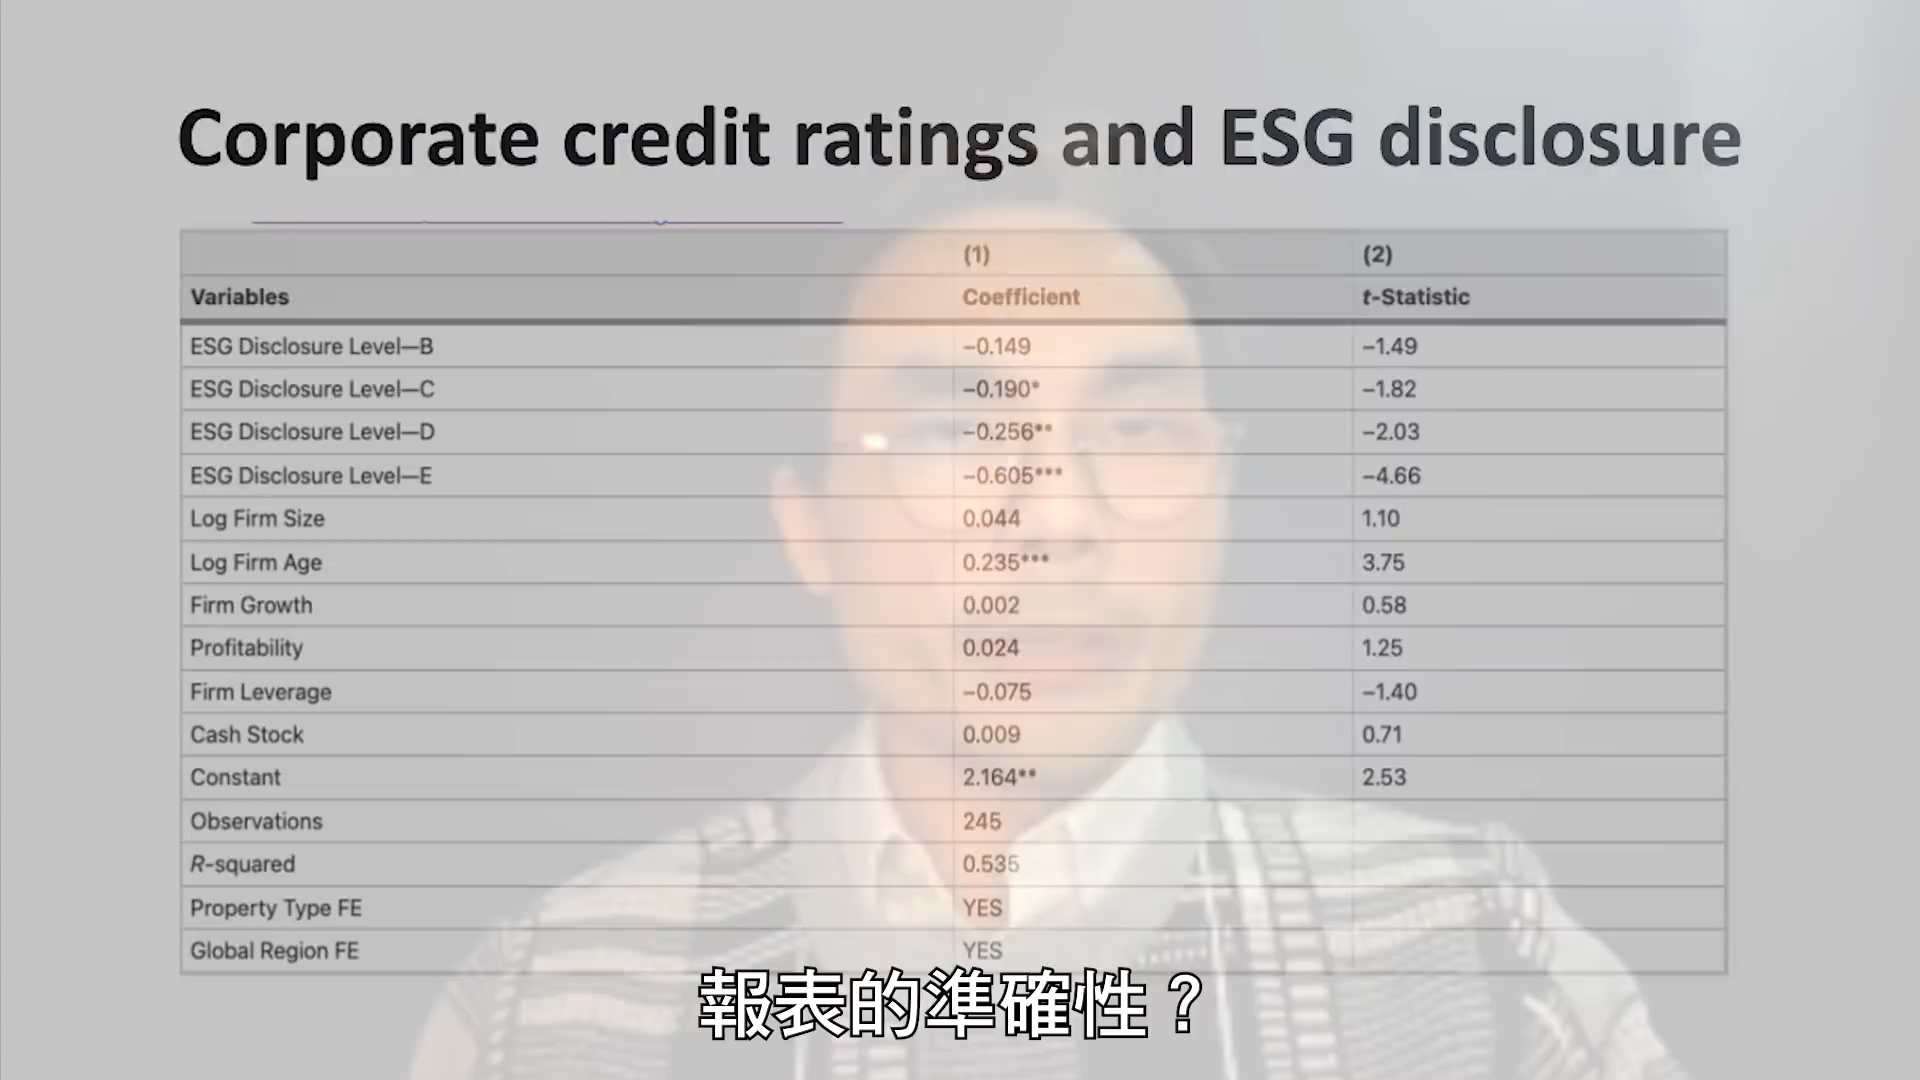 Corporate credit ratings and ESG disclosure
(1) (2)
Variables Coefficient t-Statistic
ESG Disclosure Level—B −0.149 −1.49
ESG Disclosure Level—C −0.190* −1.82
ESG Disclosure Level—D −0.256** −2.03
ESG Disclosure Level—E −0.605*** −4.66
Log Firm Size 0.044 1.10
Log Firm Age 0.235*** 3.75
Firm Growth 0.002 0.58
Profitability 0.024 1.25
Firm Leverage −0.075 −1.40
Cash Stock 0.009 0.71
Constant 2.164** 2.53
Observations 245
R-squared 0.535
Property Type FE YES
Global Region FE YES
報表的準確性？